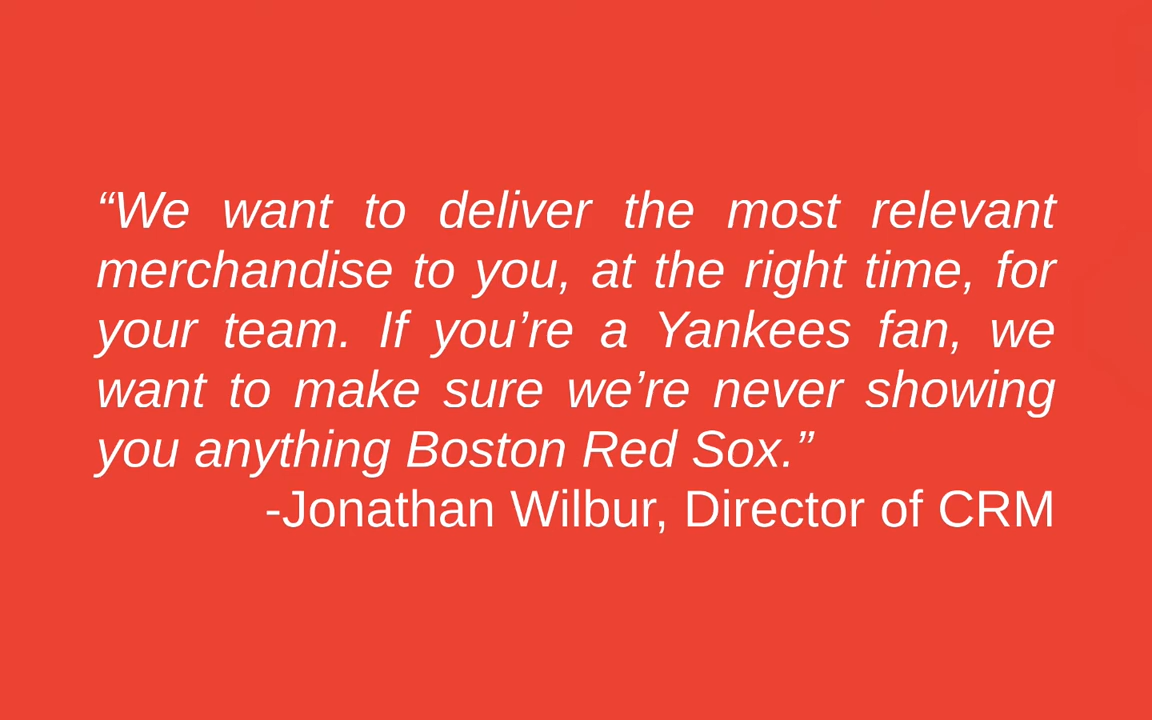 “We want to deliver the most relevant
merchandise to you, at the right time, for
your team. If you’re a Yankees fan, we
want to make sure we’re never showing
you anything Boston Red Sox.”
-Jonathan Wilbur, Director of CRM